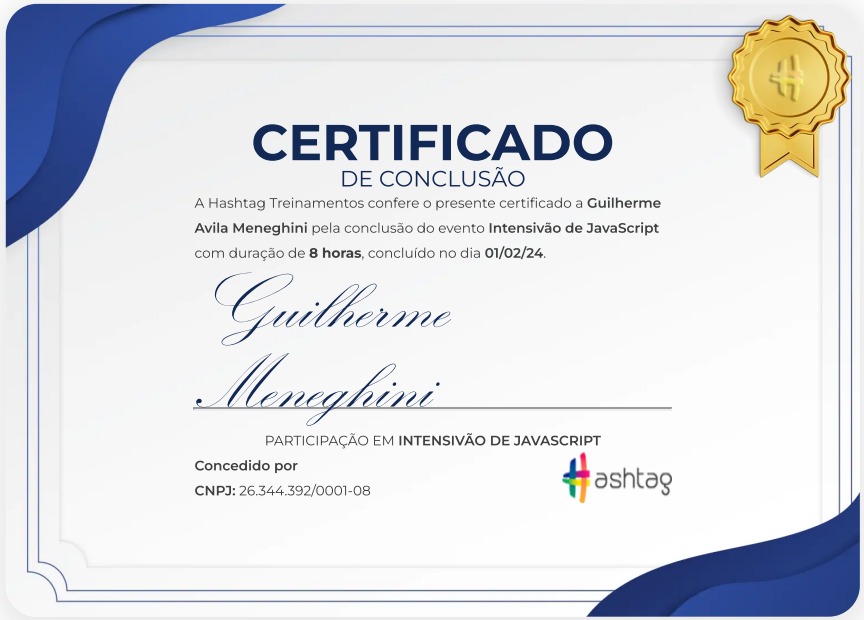 CERTIFICADO
DE CONCLUSÃO
A Hashtag Treinamentos confere o presente certificado a Guilherme
Avila Meneghini pela conclusão do evento Intensivão de JavaScript
com duração de 8 horas, concluído no dia 01/02/24.
Guilherme
Meneghini
PARTICIPAÇÃO EM INTENSIVÃO DE JAVASCRIPT
Concedido por
CNPJ: 26.344.392/0001-08
#ashtag